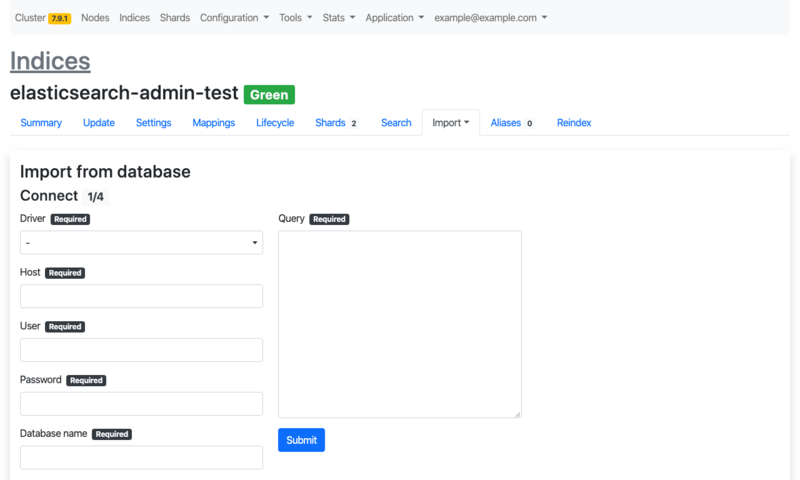 Cluster 7.9.1 Nodes Indices Shards Configuration Tools Stats Application example@example.com
Indices
elasticsearch-admin-test Green
Summary Update Settings Mappings Lifecycle Shards 2 Search Import Aliases 0 Reindex
Import from database
Connect 1/4
Driver Required
-
Host Required
User Required
Password Required
Database name Required
Query Required
Submit